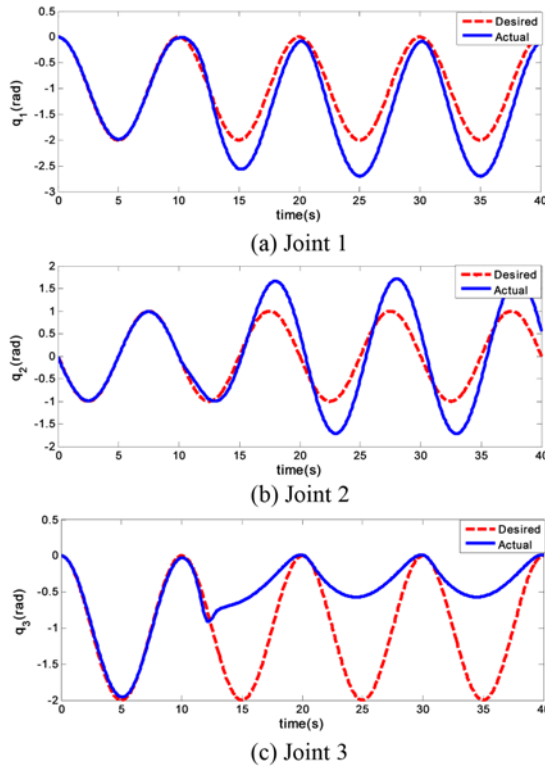 0.5
Desired
Actual
0
-0.5
-1
-1.5
-2
-2.5
-3
q1(rad)
0 5 10 15 20 25 30 35 40
time(s)
(a) Joint 1
2
Desired
Actual
1.5
1
0.5
0
-0.5
-1
-1.5
-2
q2(rad)
0 5 10 15 20 25 30 35 40
time(s)
(b) Joint 2
0.5
Desired
Actual
0
-0.5
-1
-1.5
-2
q3(rad)
0 5 10 15 20 25 30 35 40
time(s)
(c) Joint 3